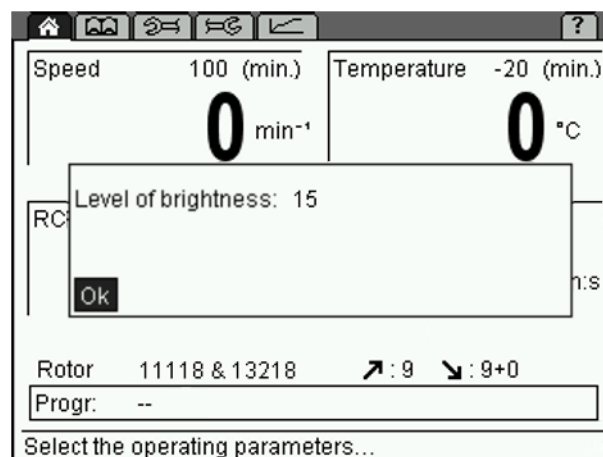 ?
Speed 100 (min.) Temperature -20 (min.)
0 min⁻¹ 0 °C
Level of brightness: 15
RC
n:s
Ok
Rotor 11118 & 13218 ↗: 9 ↘: 9+0
Progr: --
Select the operating parameters...